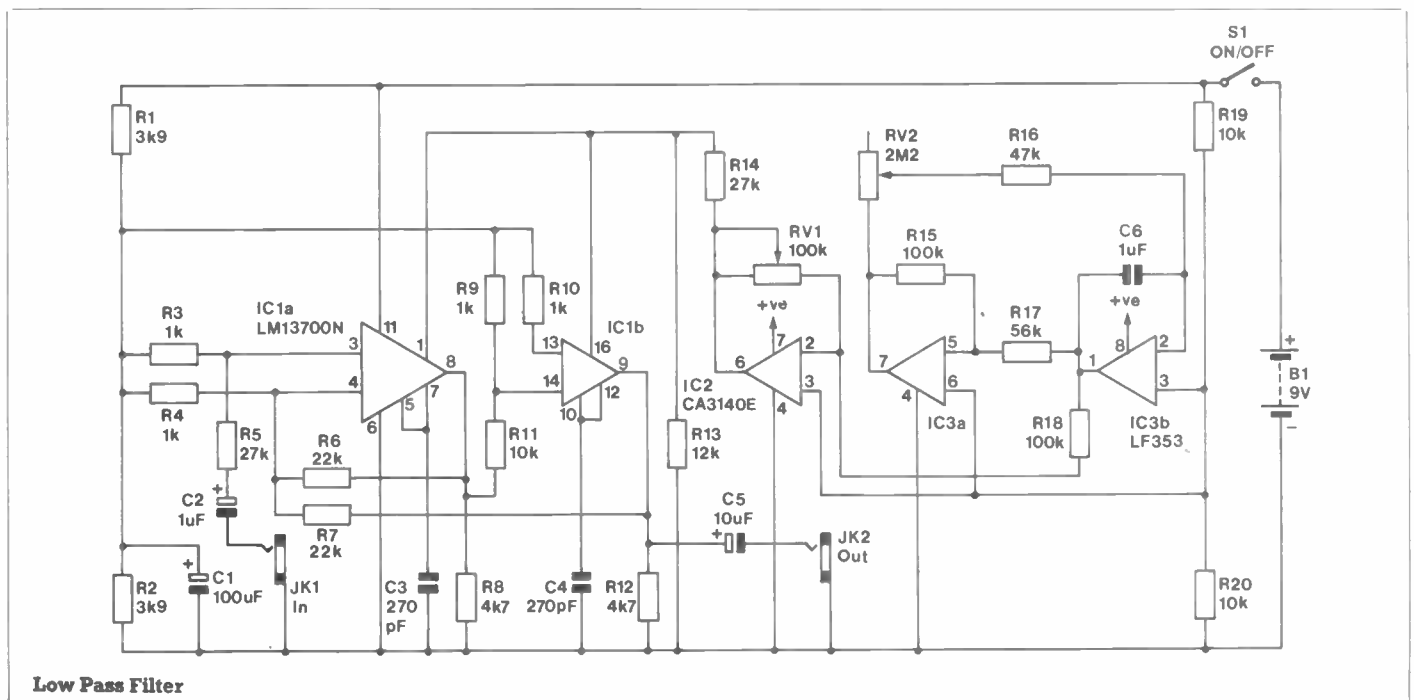 S1
ON/OFF
R1
3k9
R19
10k
RV2
2M2
R16
47k
R14
27k
RV1
100k
R15
100k
C6
1uF
R9
1k
R10
1k
IC1a
LM13700N
IC1b
+ve
R17
56k
+ve
R3
1k
11
1
3
8
4
7
5
6
13
16
9
14
12
10
7
2
6
3
4
5
7
6
4
8
2
1
3
+
B1
9V
–
R4
1k
IC2
CA3140E
IC3a
R18
100k
IC3b
LF353
R5
27k
R6
22k
R11
10k
R13
12k
C2
1uF
+
R7
22k
C5
10uF
+
JK2
Out
R2
3k9
+
C1
100uF
JK1
In
C3
270
pF
R8
4k7
C4
270pF
R12
4k7
R20
10k
Low Pass Filter